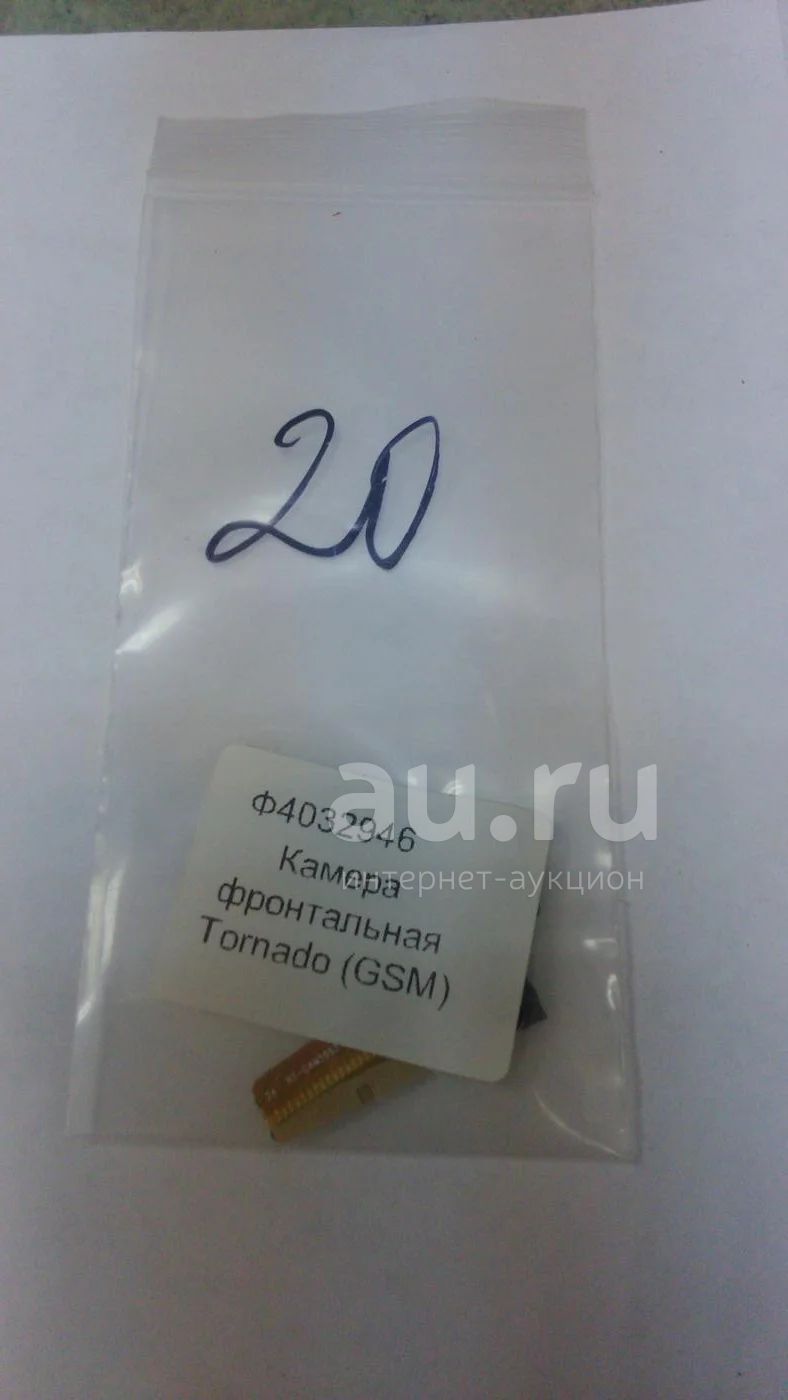 20
au.ru
интернет-аукцион
Ф4032946
Камера
фронтальная
Tornado (GSM)